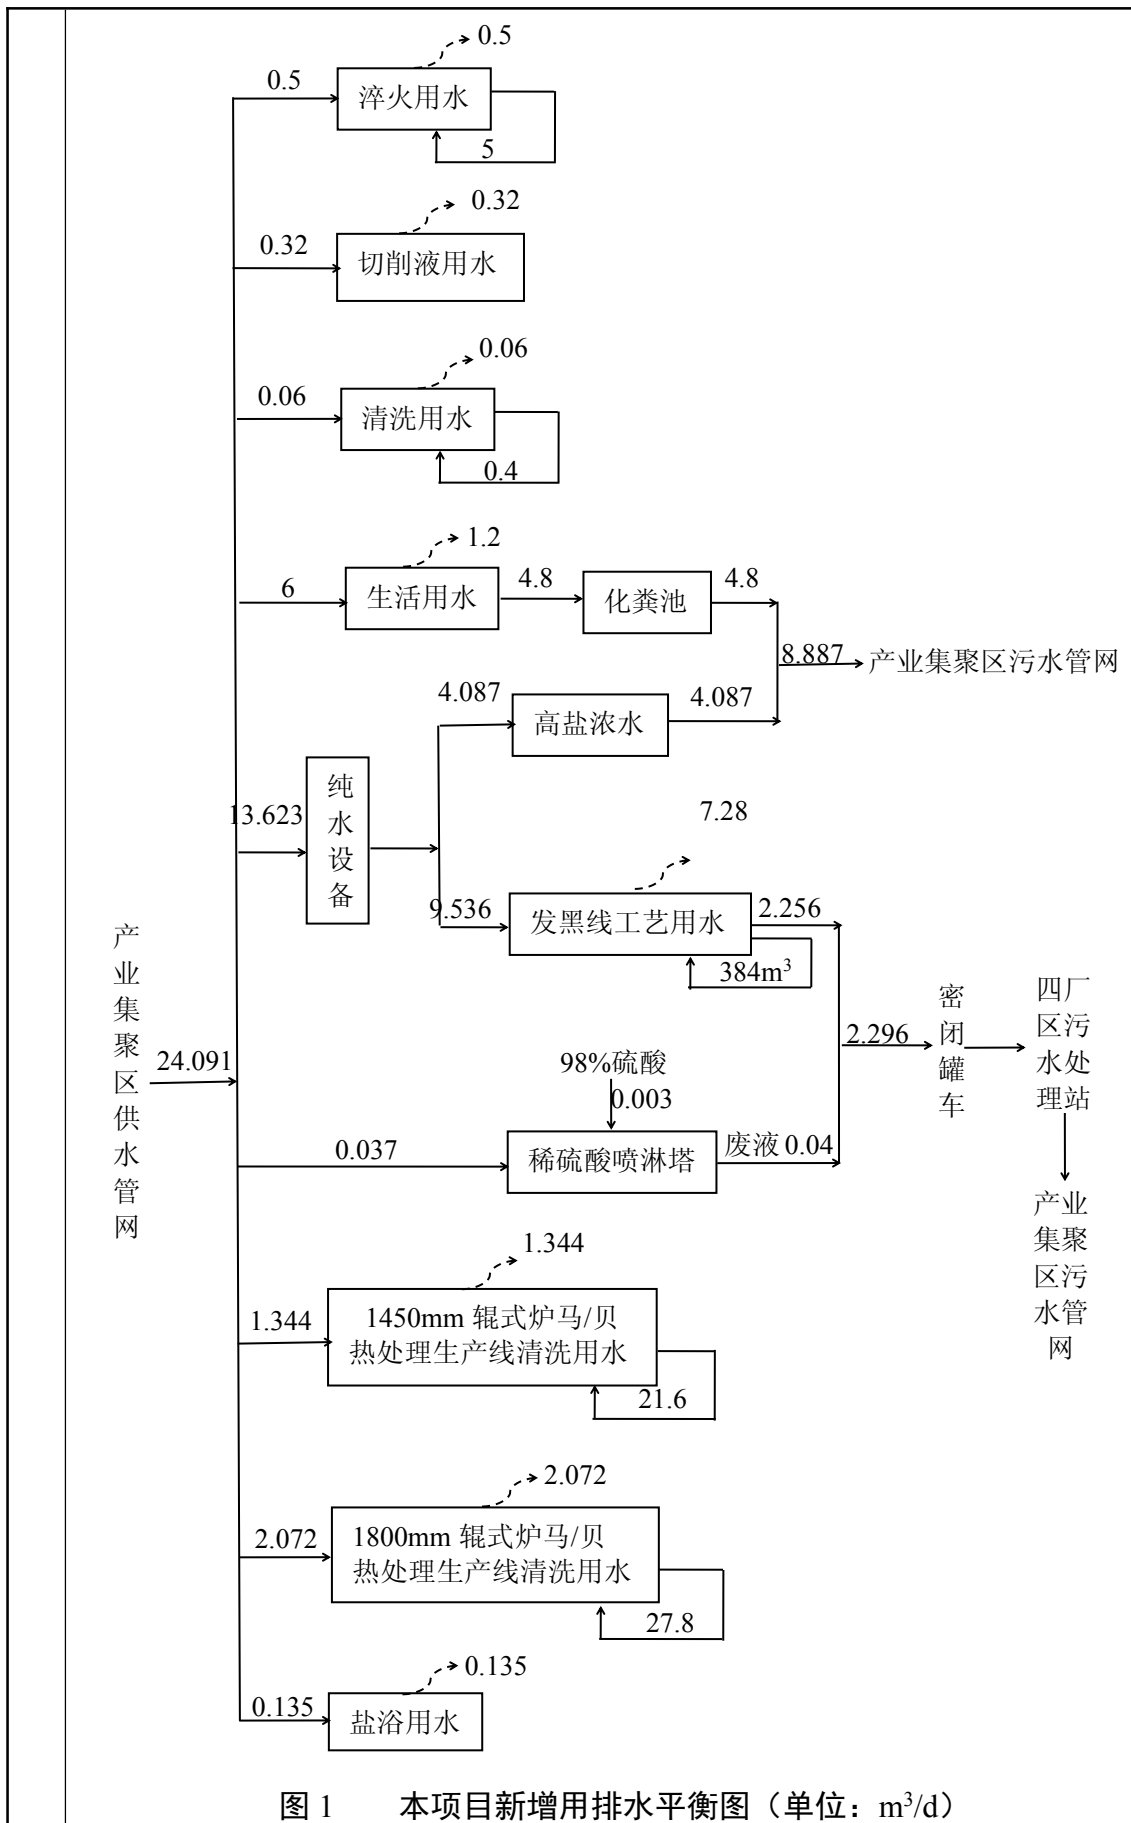 0.5
0.5
淬火用水
5
0.32
0.32
切削液用水
0.06
0.06
清洗用水
0.4
1.2
6
生活用水
4.8
化粪池
4.8
8.887
产业集聚区污水管网
4.087
高盐浓水
4.087
13.623
纯水设备
7.28
9.536
发黑线工艺用水
2.256
384m³
产业集聚区供水管网
24.091
98%硫酸
0.003
0.037
稀硫酸喷淋塔
废液 0.04
2.296
密闭罐车
四厂
区污
水处
理站
产业
集聚
区污
水管
网
1.344
1.344
1450mm 辊式炉马/贝
热处理生产线清洗用水
21.6
2.072
2.072
1800mm 辊式炉马/贝
热处理生产线清洗用水
27.8
0.135
0.135
盐浴用水
图 1 本项目新增用排水平衡图（单位：m³/d）